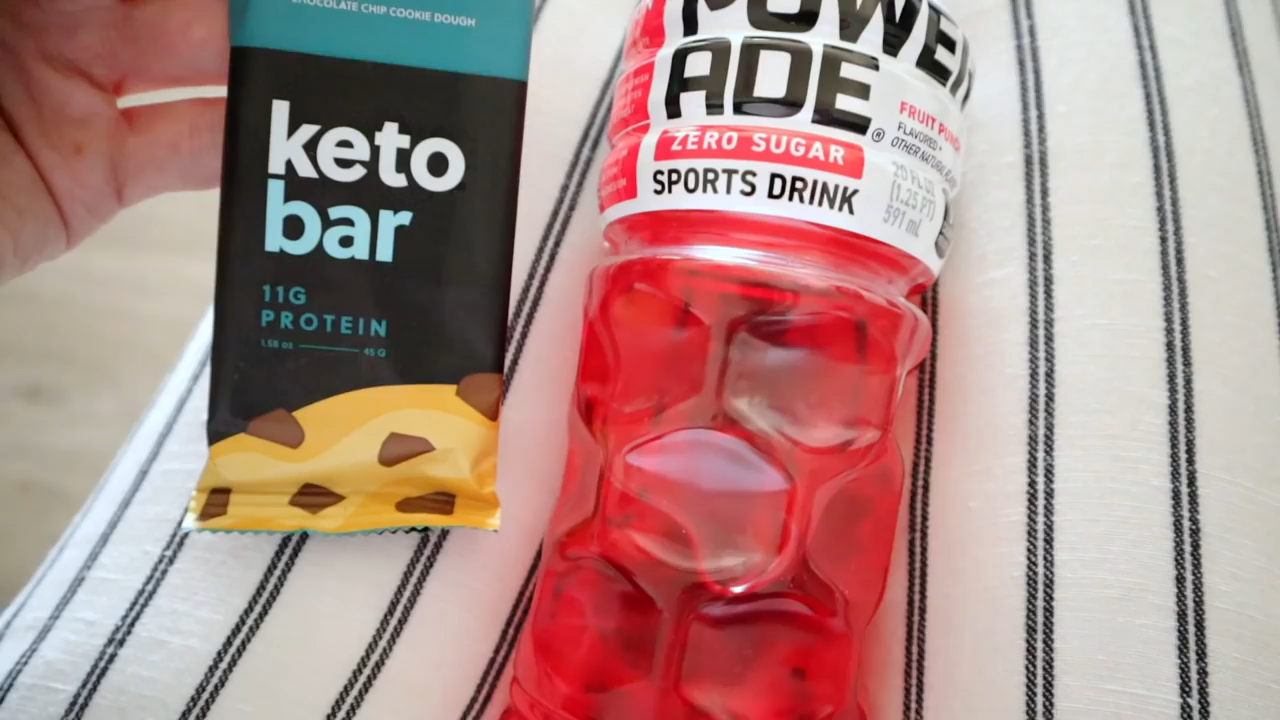 CHOCOLATE CHIP COOKIE DOUGH
keto
bar
11G
PROTEIN
1.58 oz 45 G
POWER
ADE®
ZERO SUGAR
SPORTS DRINK
FRUIT PUNCH
FLAVORED +
OTHER NATURAL
20 FL OZ
(1.25 PT)
591 mL